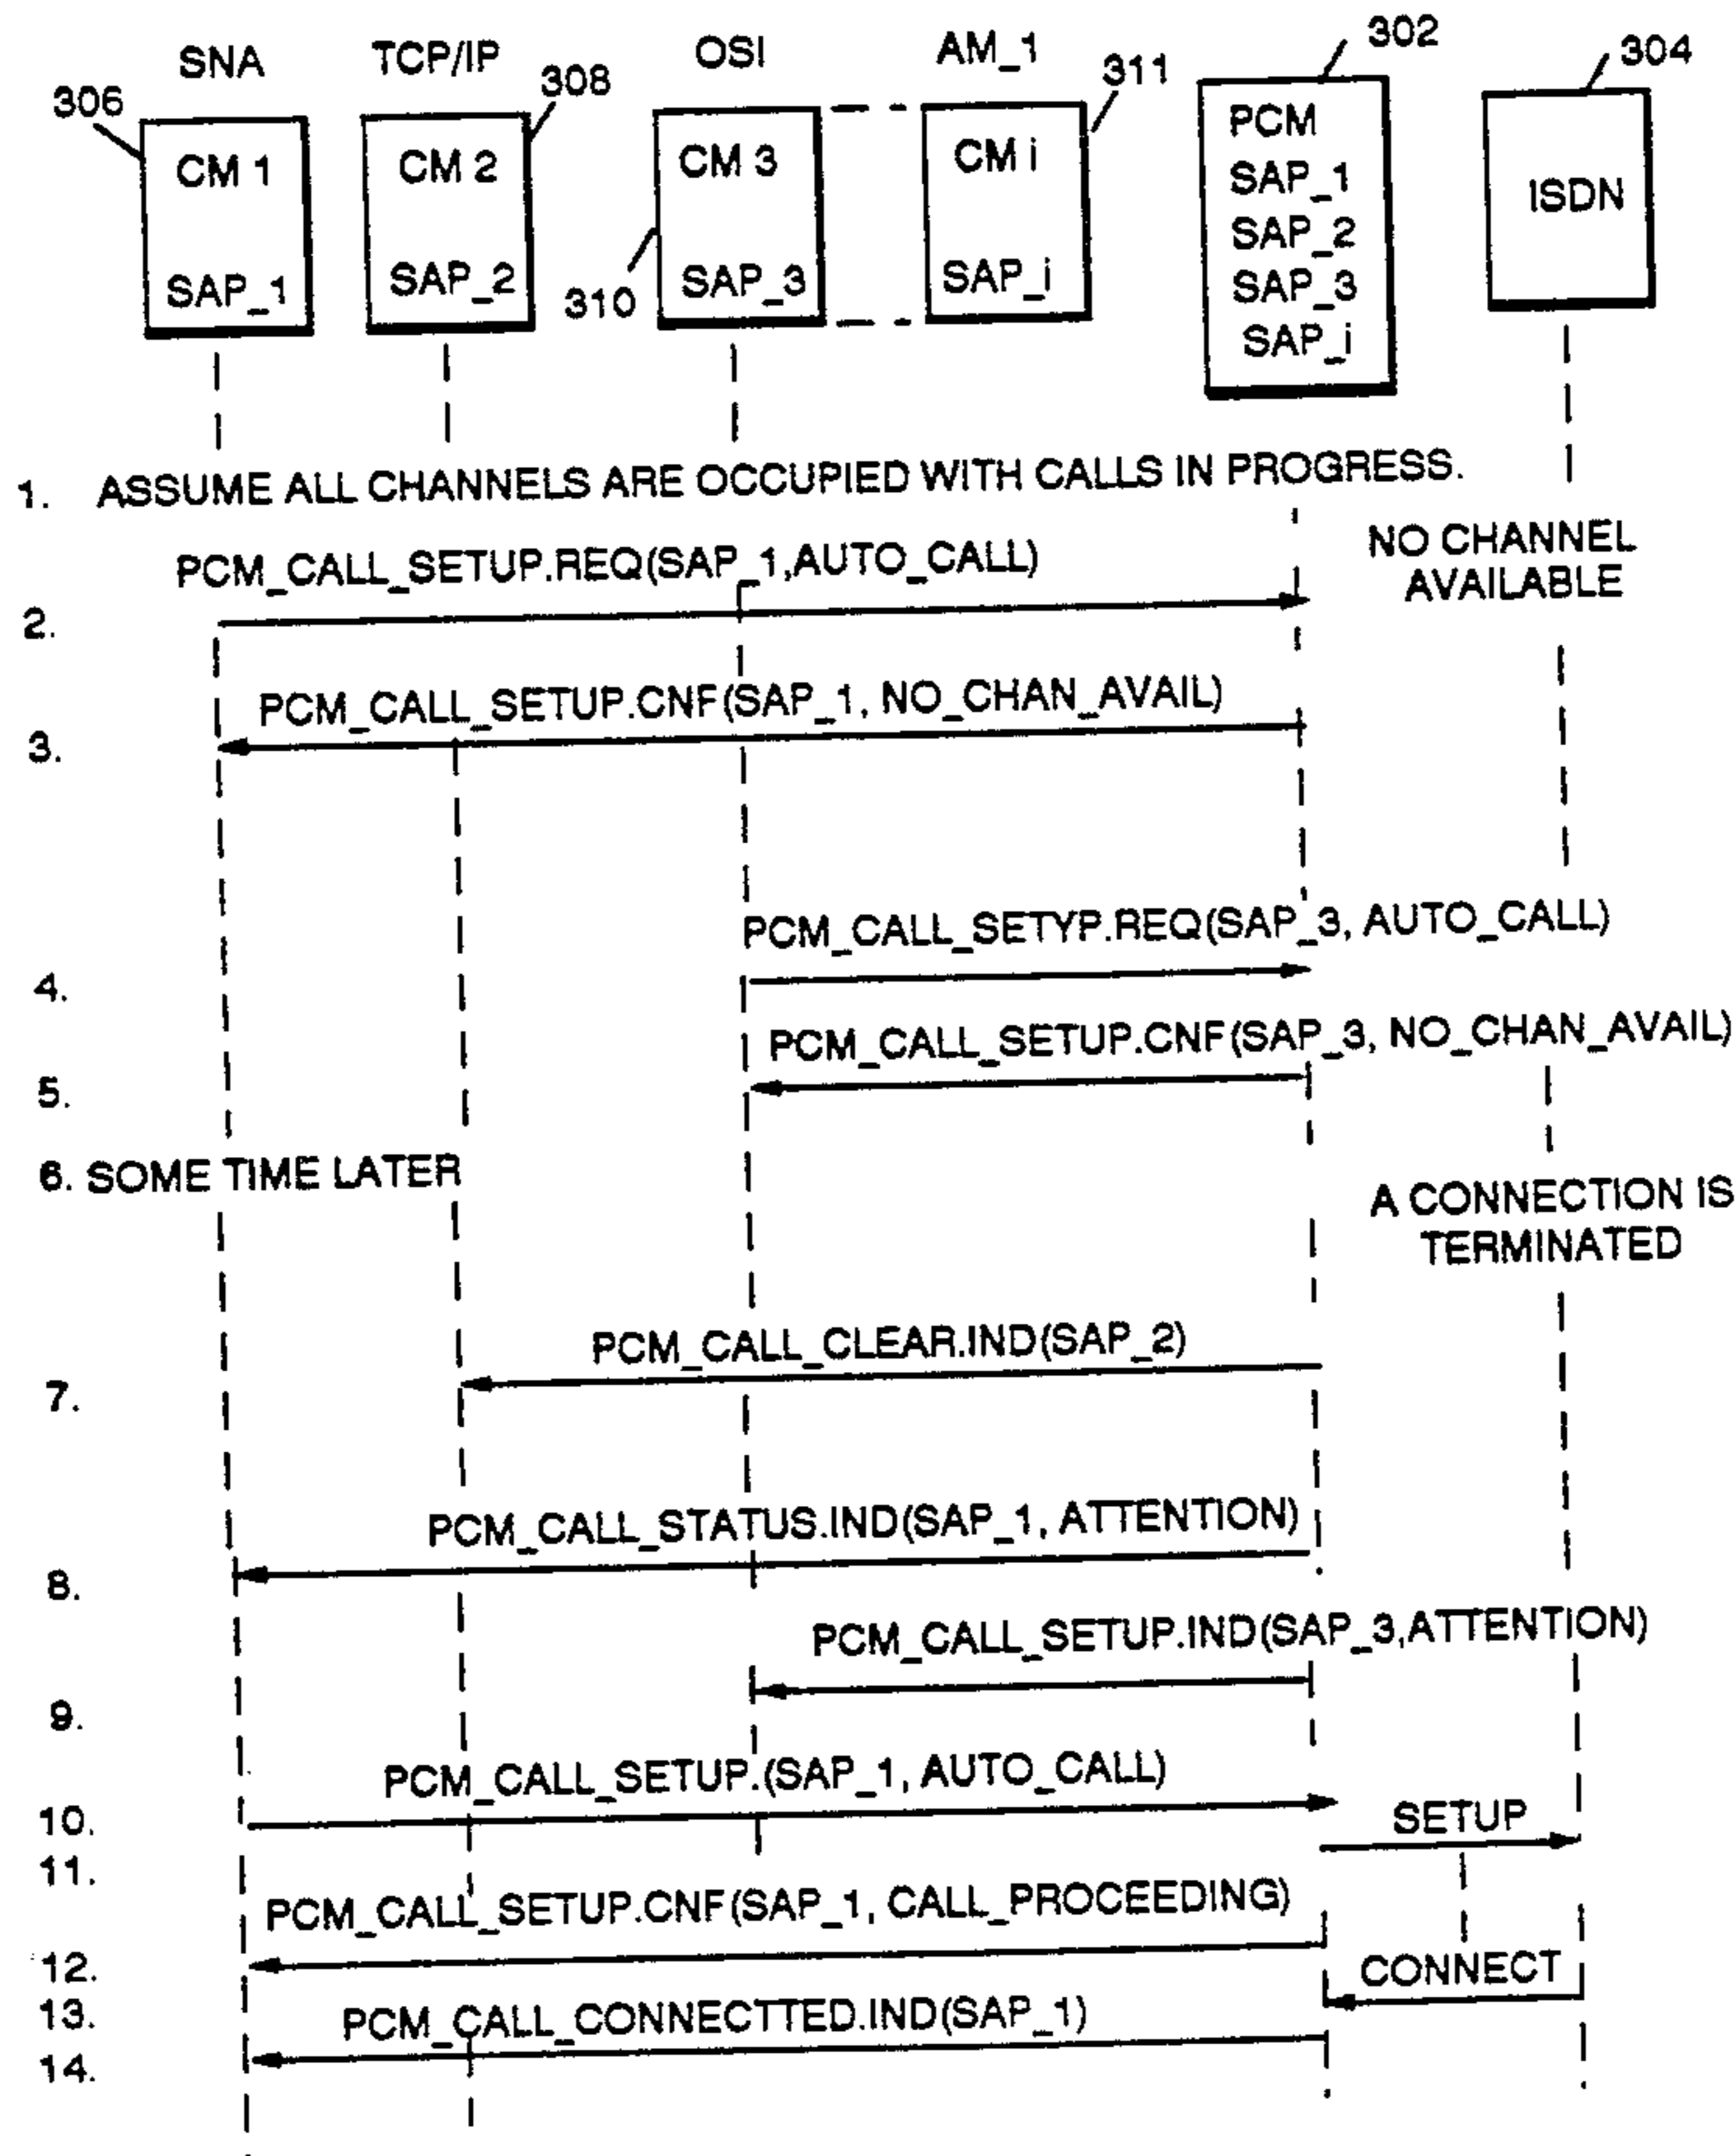 SNA
TCP/IP
OSI
AM_1
302
304
306
308
311
CM 1
SAP_1
CM 2
SAP_2
310
CM 3
SAP_3
CM i
SAP_i
PCM
SAP_1
SAP_2
SAP_3
SAP_i
ISDN
1. ASSUME ALL CHANNELS ARE OCCUPIED WITH CALLS IN PROGRESS.
NO CHANNEL
AVAILABLE
PCM_CALL_SETUP.REQ(SAP_1,AUTO_CALL)
2.
PCM_CALL_SETUP.CNF(SAP_1, NO_CHAN_AVAIL)
3.
PCM_CALL_SETYP.REQ(SAP_3, AUTO_CALL)
4.
PCM_CALL_SETUP.CNF(SAP_3, NO_CHAN_AVAIL)
5.
6. SOME TIME LATER
A CONNECTION IS
TERMINATED
PCM_CALL_CLEAR.IND(SAP_2)
7.
PCM_CALL_STATUS.IND(SAP_1, ATTENTION)
8.
PCM_CALL_SETUP.IND(SAP_3,ATTENTION)
9.
PCM_CALL_SETUP.(SAP_1, AUTO_CALL)
10.
SETUP
11.
PCM_CALL_SETUP.CNF(SAP_1, CALL_PROCEEDING)
12.
CONNECT
13.
PCM_CALL_CONNECTTED.IND(SAP_1)
14.